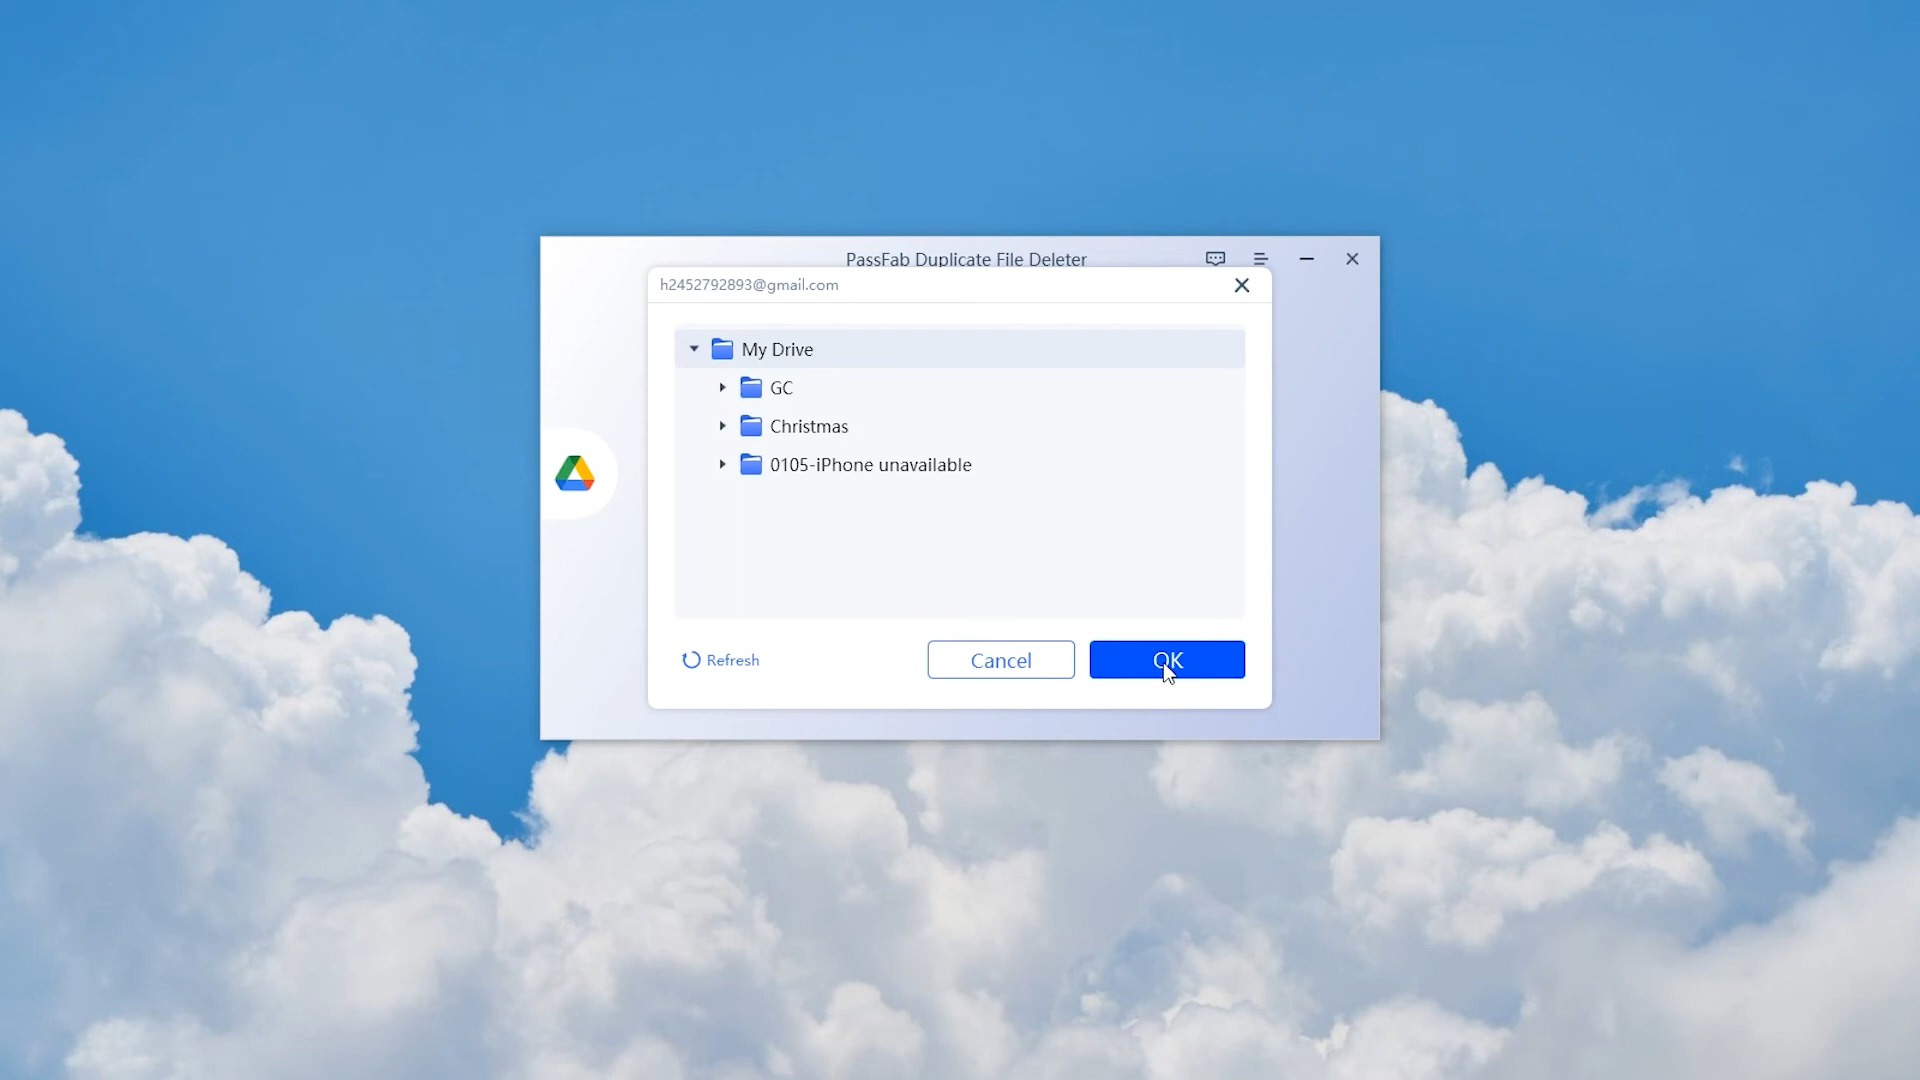 PassFab Duplicate File Deleter
h2452792893@gmail.com
My Drive
GC
Christmas
0105-iPhone unavailable
Refresh
Cancel
OK